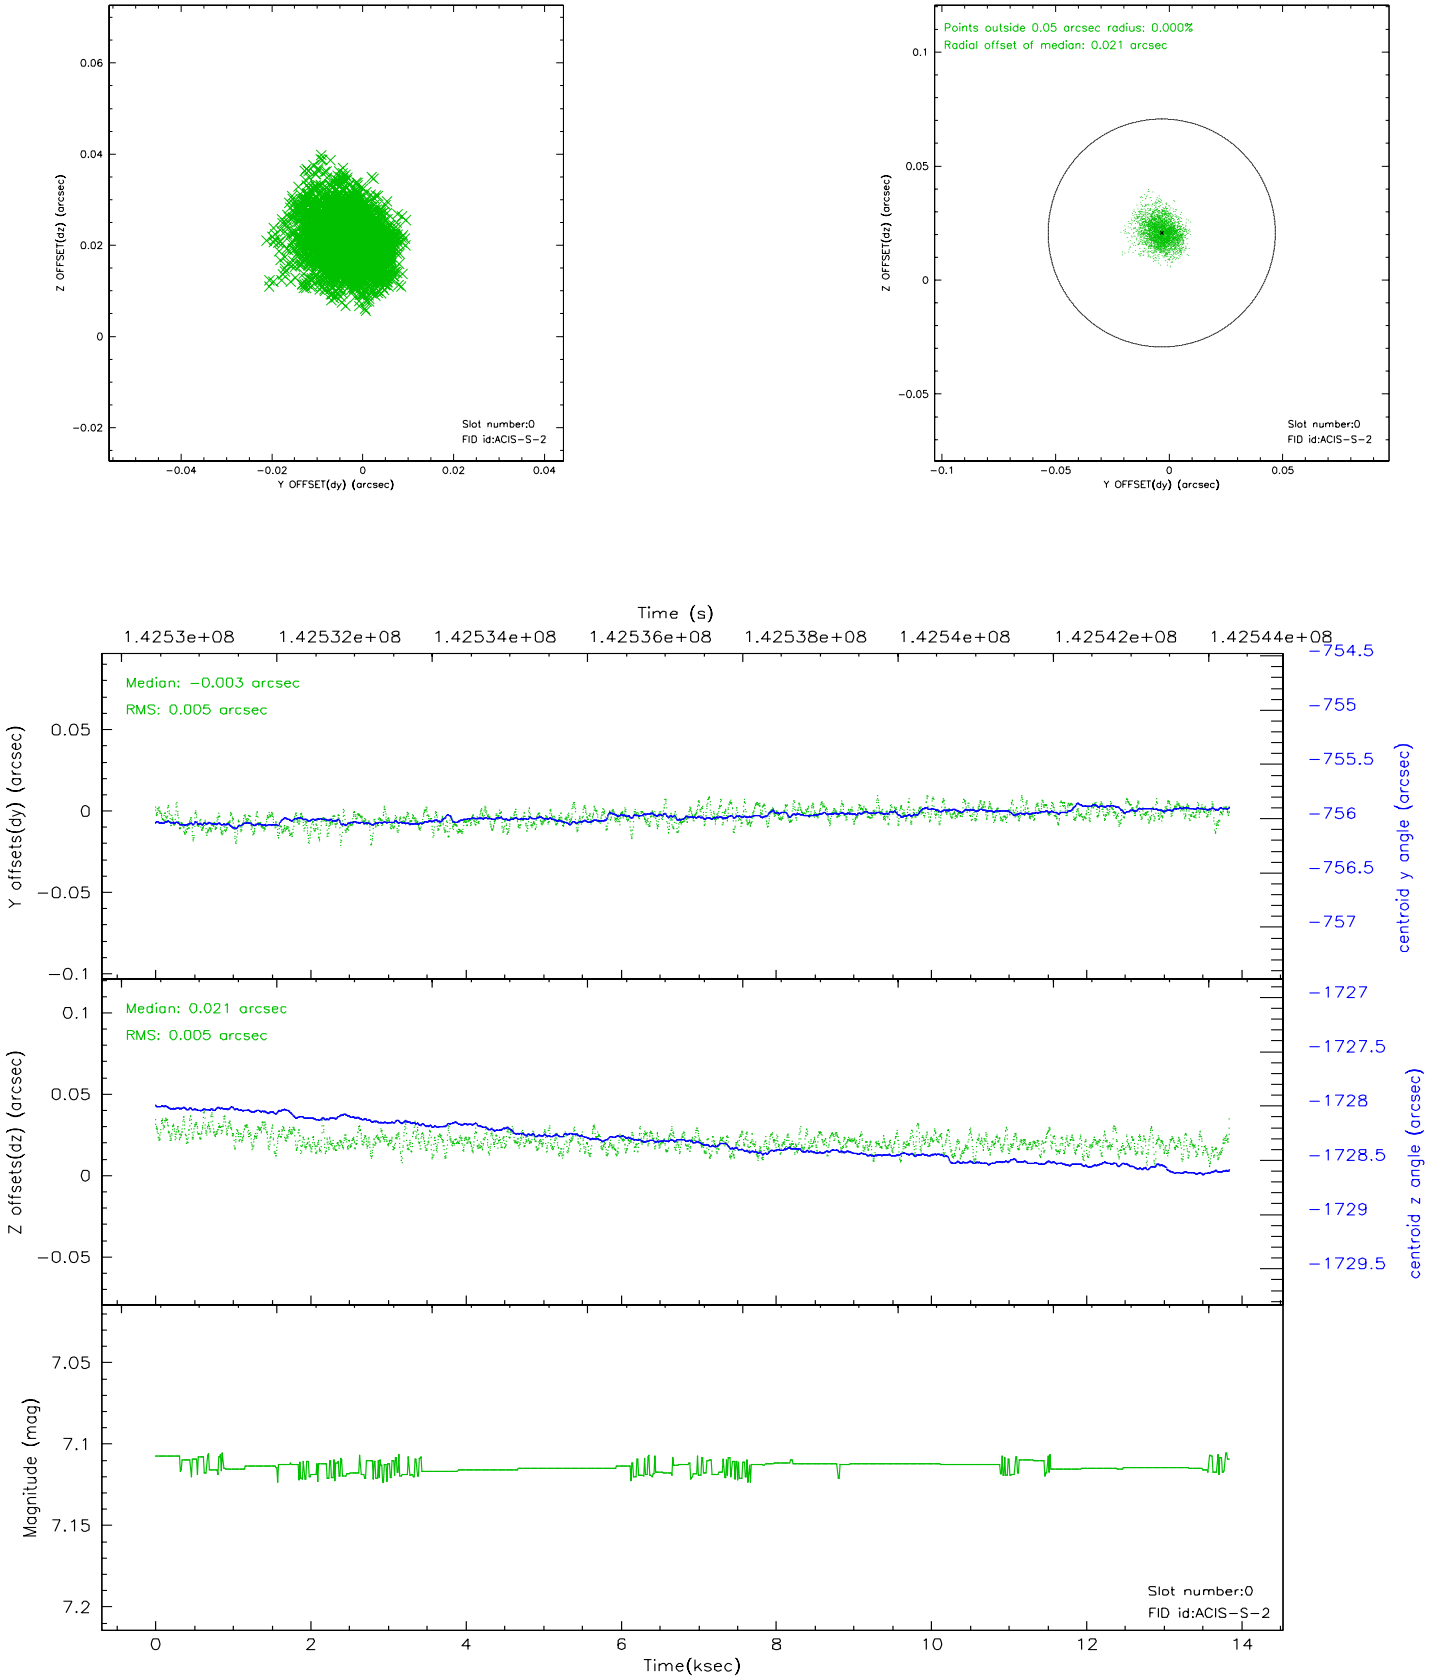 0.06
0.04
0.02
0
−0.02
Z OFFSET(dz) (arcsec)
−0.04
−0.02
0
0.02
0.04
Y OFFSET(dy) (arcsec)
Slot number:0
FID id:ACIS−S−2
Points outside 0.05 arcsec radius: 0.000%
Radial offset of median: 0.021 arcsec
0.1
0.05
0
−0.05
Z OFFSET(dz) (arcsec)
−0.1
−0.05
0
0.05
Y OFFSET(dy) (arcsec)
Slot number:0
FID id:ACIS−S−2
Time (s)
1.4253e+08
1.42532e+08
1.42534e+08
1.42536e+08
1.42538e+08
1.4254e+08
1.42542e+08
1.42544e+08
Median: −0.003 arcsec
RMS: 0.005 arcsec
0.05
0
−0.05
−0.1
Y offsets(dy) (arcsec)
−754.5
−755
−755.5
−756
−756.5
−757
centroid y angle (arcsec)
Median: 0.021 arcsec
RMS: 0.005 arcsec
0.1
0.05
0
−0.05
Z offsets(dz) (arcsec)
−1727
−1727.5
−1728
−1728.5
−1729
−1729.5
centroid z angle (arcsec)
7.05
7.1
7.15
7.2
Magnitude (mag)
Slot number:0
FID id:ACIS−S−2
0
2
4
6
8
10
12
14
Time(ksec)